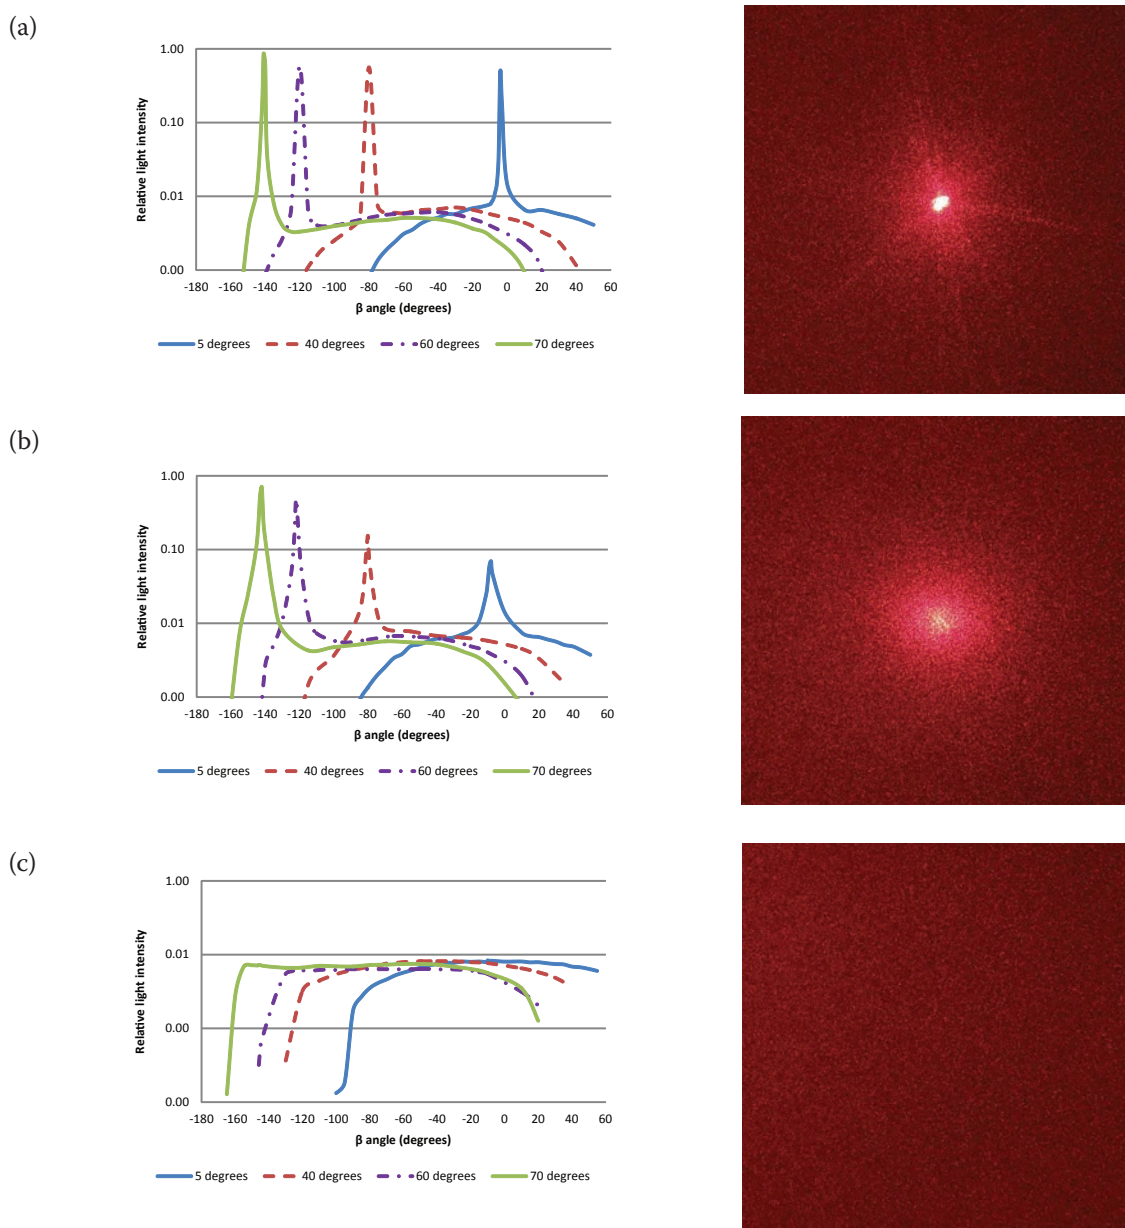 (a)
1.00
0.10
0.01
0.00
Relative light intensity
-180 -160 -140 -120 -100 -80 -60 -40 -20 0 20 40 60
β angle (degrees)
5 degrees 40 degrees 60 degrees 70 degrees
(b)
1.00
0.10
0.01
0.00
Relative light intensity
-180 -160 -140 -120 -100 -80 -60 -40 -20 0 20 40 60
β angle (degrees)
5 degrees 40 degrees 60 degrees 70 degrees
(c)
1.00
0.01
0.00
0.00
Relative light intensity
-180 -160 -140 -120 -100 -80 -60 -40 -20 0 20 40 60
β angle (degrees)
5 degrees 40 degrees 60 degrees 70 degrees